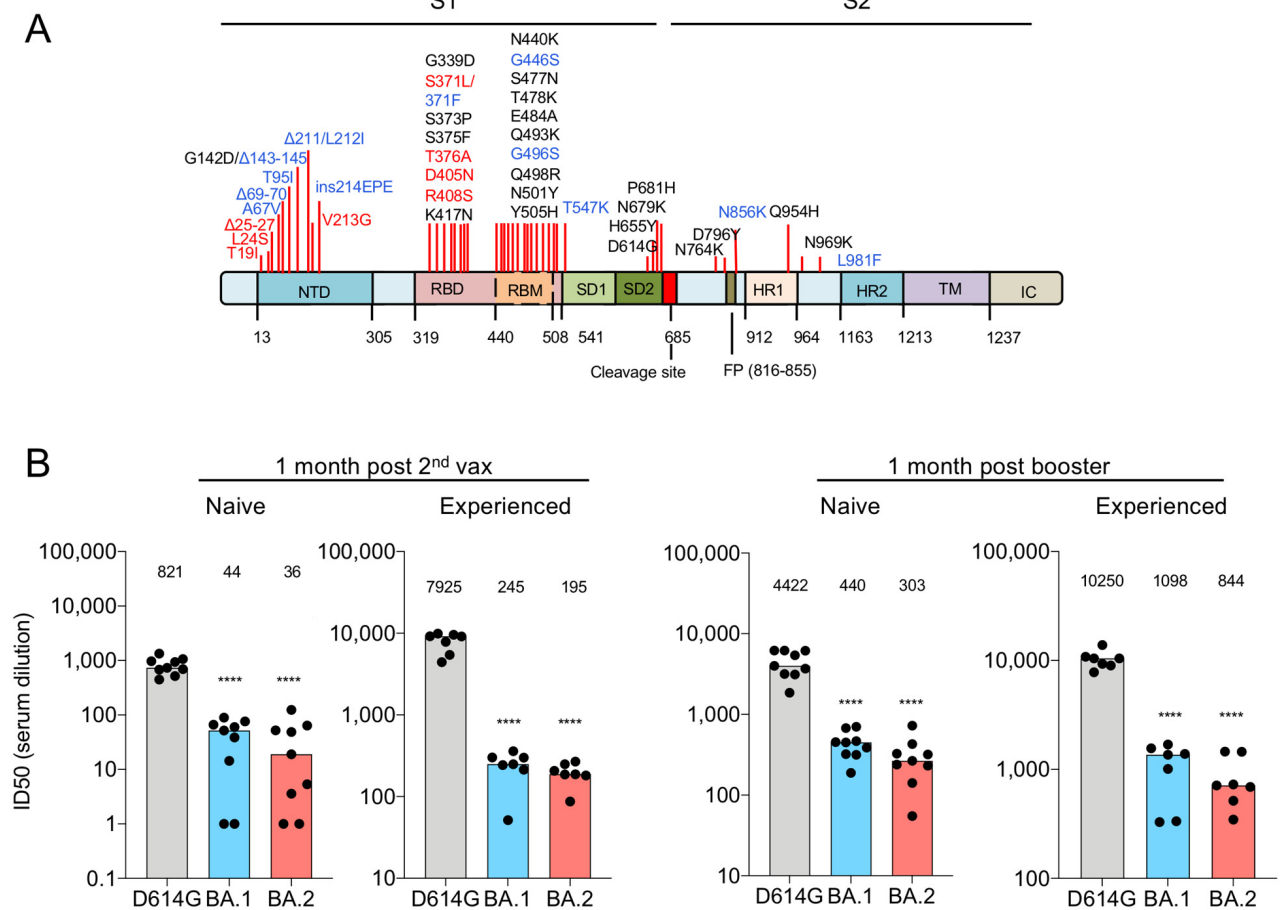 S1 S2
A
N440K
G339D G446S
S371L/ S477N
371F T478K
S373P E484A
Δ211/L212I S375F Q493K
G142D/Δ143-145 T376A G496S
T95I D405N Q498R
Δ69-70 ins214EPE R408S N501Y P681H
A67V K417N Y505H T547K N679K N856K Q954H
Δ25-27 V213G H655Y D796Y
L24S D614G N764K N969K
T19I L981F
NTD RBD RBM SD1 SD2 HR1 HR2 TM IC
13 305 319 440 508 541 685 912 964 1163 1213 1237
Cleavage site FP (816-855)
B
1 month post 2nd vax 1 month post booster
Naive Experienced Naive Experienced
ID50 (serum dilution)
100,000
10,000
1,000
100
10
1
0.1
821 44 36
**** ****
D614G BA.1 BA.2
100,000
10,000
1,000
100
10
7925 245 195
**** ****
D614G BA.1 BA.2
100,000
10,000
1,000
100
10
4422 440 303
**** ****
D614G BA.1 BA.2
100,000
10,000
1,000
100
10250 1098 844
**** ****
D614G BA.1 BA.2